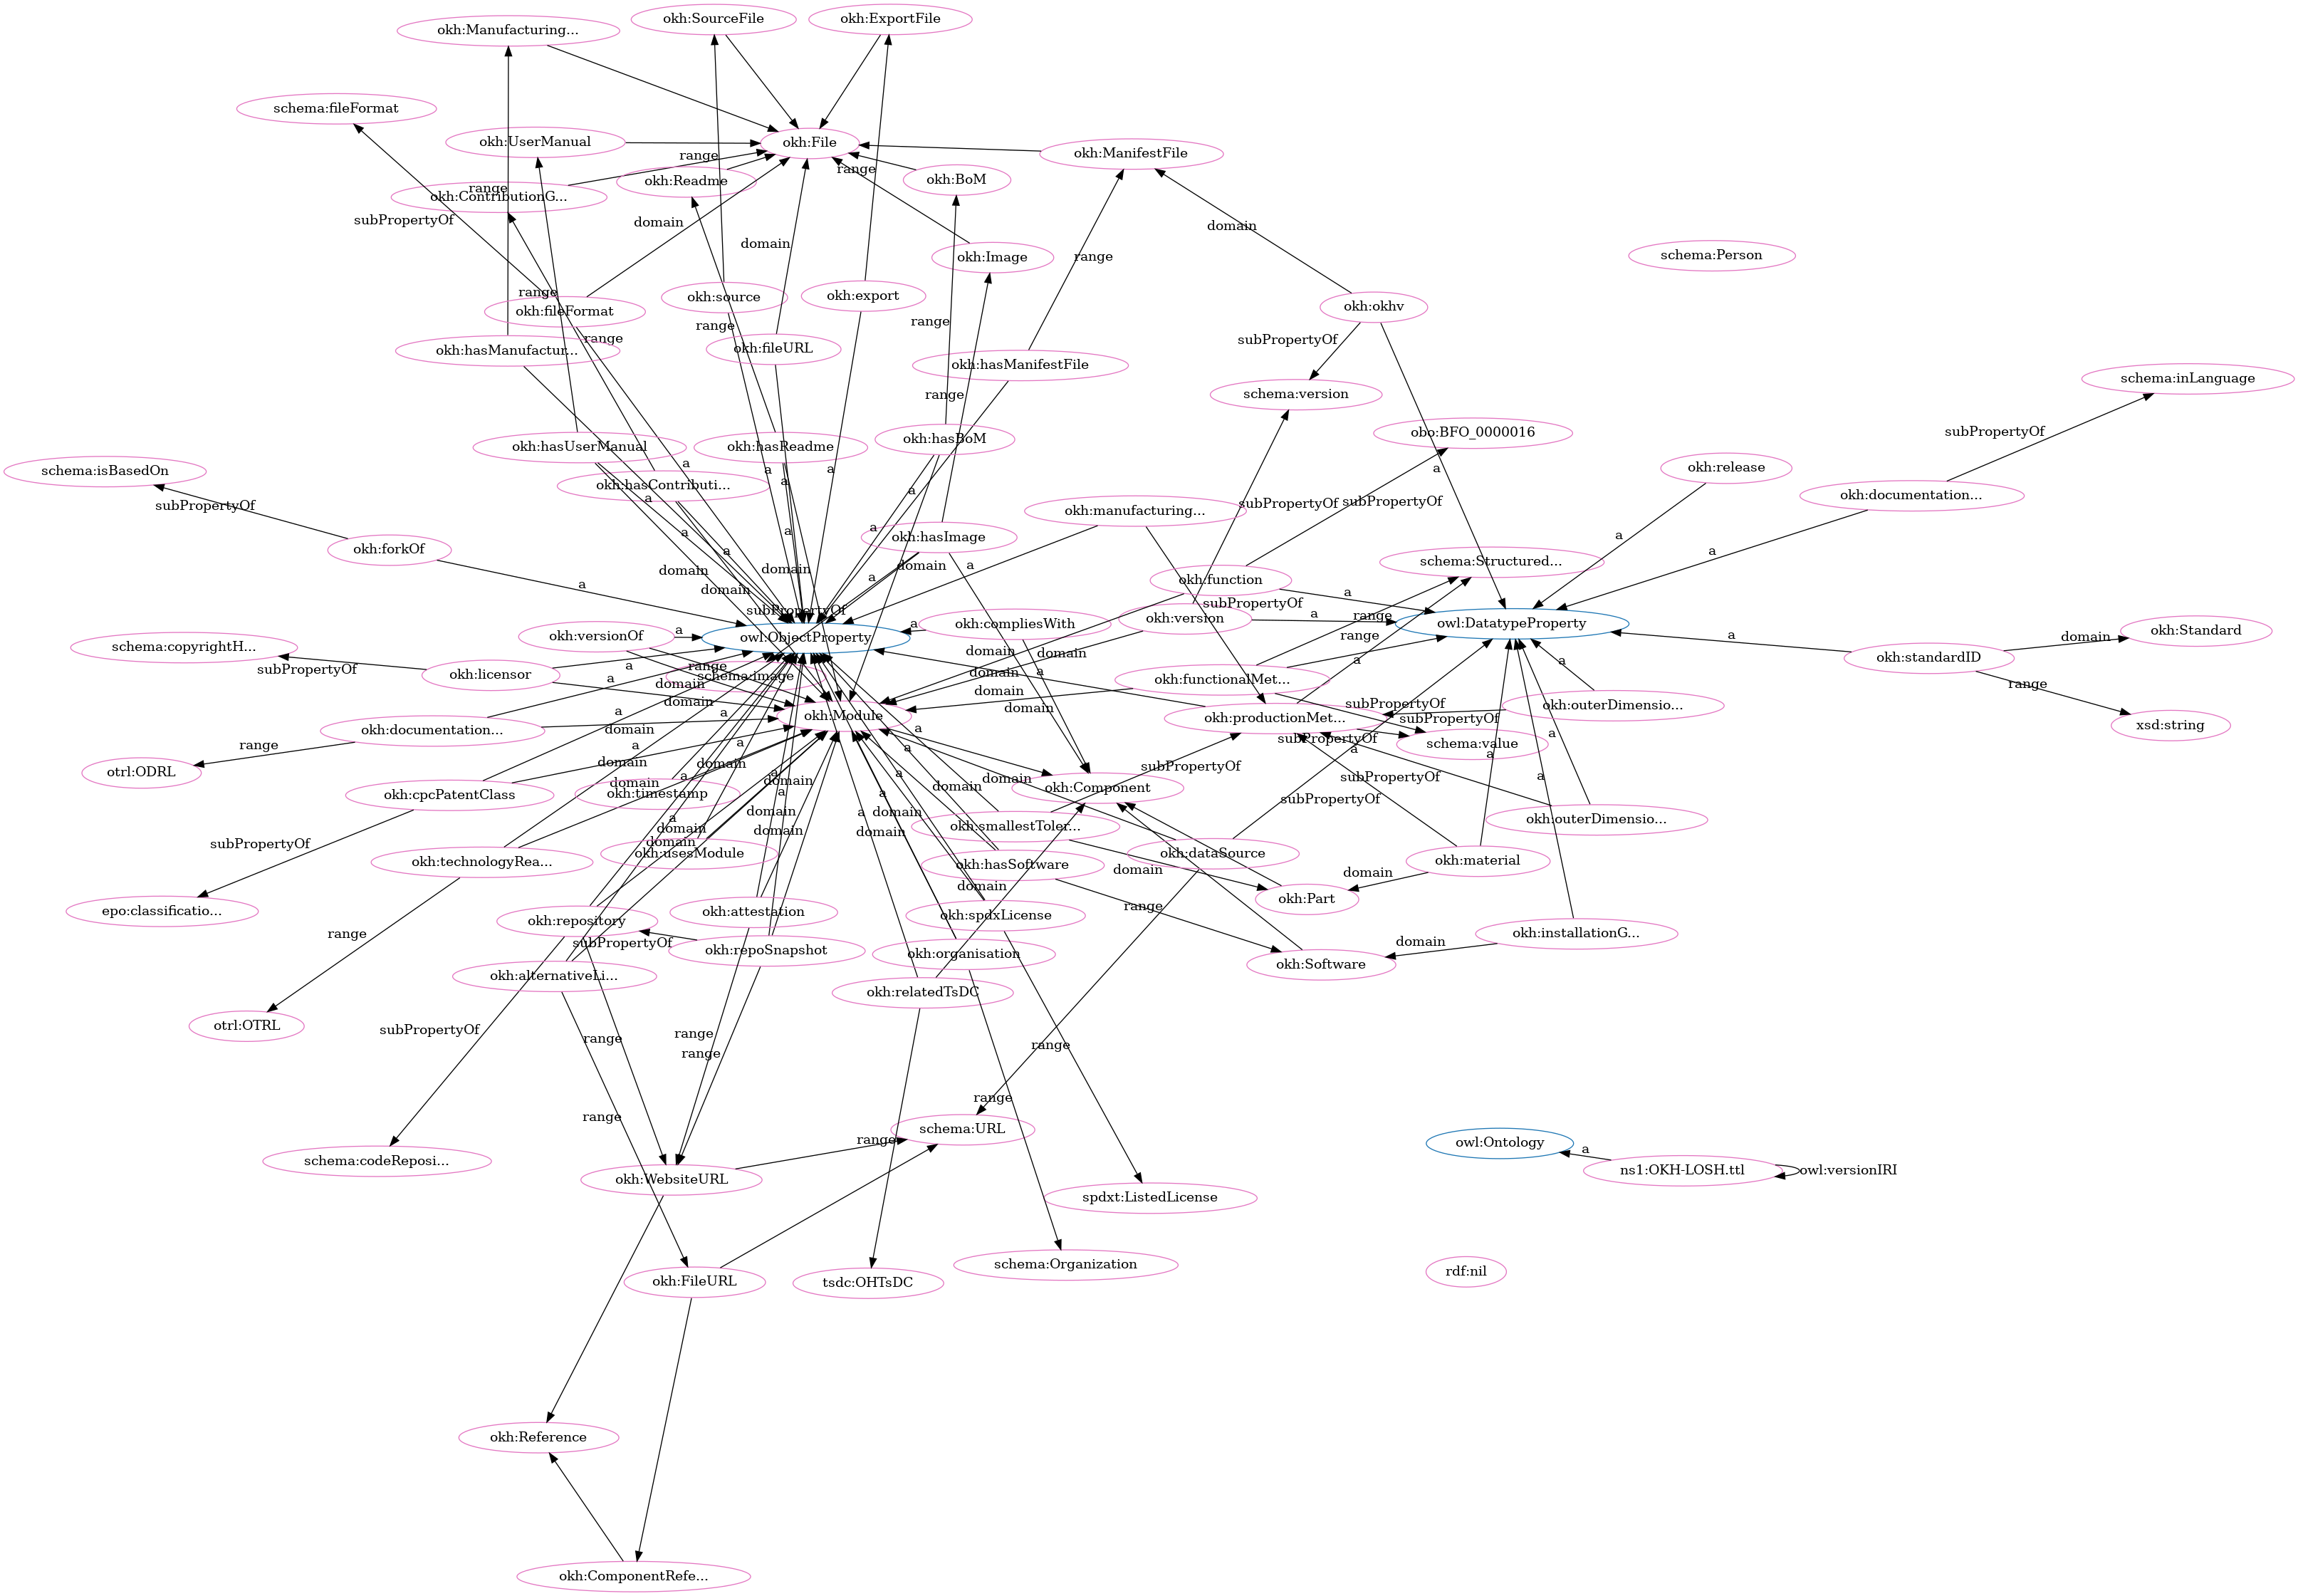 okh:SourceFile
okh:ExportFile
okh:Manufacturing...
schema:fileFormat
okh:UserManual
okh:File
okh:ManifestFile
range
range
okh:Readme
okh:BoM
range
okh:ContributionG...
subPropertyOf
domain
domain
domain
schema:Person
okh:Image
range
range
okh:source
okh:export
okh:okhv
okh:fileFormat
range
range
range
subPropertyOf
okh:hasManufactur...
okh:fileURL
okh:hasManifestFile
schema:inLanguage
range
schema:version
subPropertyOf
obo:BFO_0000016
okh:hasUserManual
okh:hasReadme
okh:hasBoM
a
a
a
a
okh:release
schema:isBasedOn
a
okh:hasContributi...
a
a
okh:documentation...
subPropertyOf
subPropertyOf
subPropertyOf
okh:manufacturing...
a
a
a
a
okh:hasImage
a
okh:forkOf
a
a
schema:Structured...
domain
domain
domain
a
a
okh:function
a
a
domain
subPropertyOf
subPropertyOf
range
okh:version
a
okh:compliesWith
owl:DatatypeProperty
okh:Standard
okh:versionOf
a
owl:ObjectProperty
range
a
domain
schema:copyrightH...
subPropertyOf
domain
domain
okh:standardID
okh:licensor
a
range
schema:image
domain
a
okh:functionalMet...
a
a
range
a
domain
domain
subPropertyOf
okh:outerDimensio...
domain
a
a
okh:Module
domain
okh:productionMet...
subPropertyOf
xsd:string
okh:documentation...
domain
a
subPropertyOf
a
schema:value
range
a
a
a
a
otrl:ODRL
domain
domain
a
a
subPropertyOf
subPropertyOf
a
okh:cpcPatentClass
domain
okh:timestamp
domain
a
a
domain
domain
okh:Component
subPropertyOf
domain
domain
a
a
domain
okh:smallestToler...
okh:outerDimensio...
domain
domain
domain
subPropertyOf
okh:usesModule
okh:dataSource
okh:technologyRea...
okh:hasSoftware
okh:material
domain
domain
domain
okh:Part
epo:classificatio...
okh:attestation
range
okh:spdxLicense
okh:repository
range
okh:installationG...
subPropertyOf
okh:repoSnapshot
okh:organisation
domain
okh:Software
okh:alternativeLi...
okh:relatedTsDC
otrl:OTRL
subPropertyOf
range
range
range
range
range
range
schema:URL
range
owl:Ontology
a
schema:codeReposi...
okh:WebsiteURL
ns1:OKH-LOSH.ttl
owl:versionIRI
spdxt:ListedLicense
okh:FileURL
tsdc:OHTsDC
schema:Organization
rdf:nil
okh:Reference
okh:ComponentRefe...